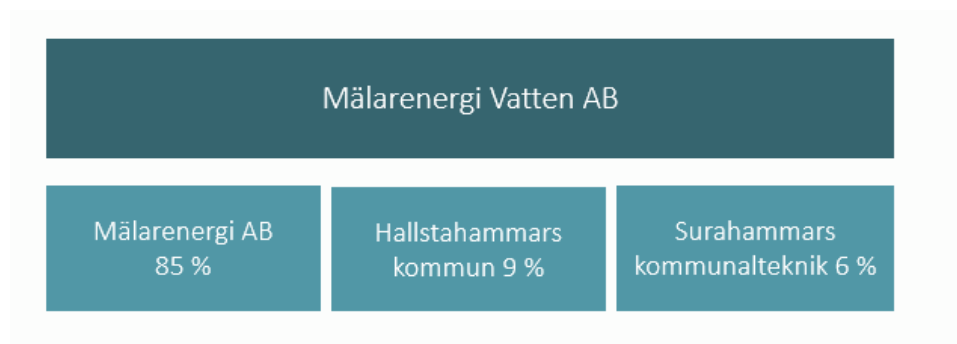 Mälarenergi Vatten AB
Mälarenergi AB
85 %
Hallstahammars
kommun 9 %
Surahammars
kommunalteknik 6 %